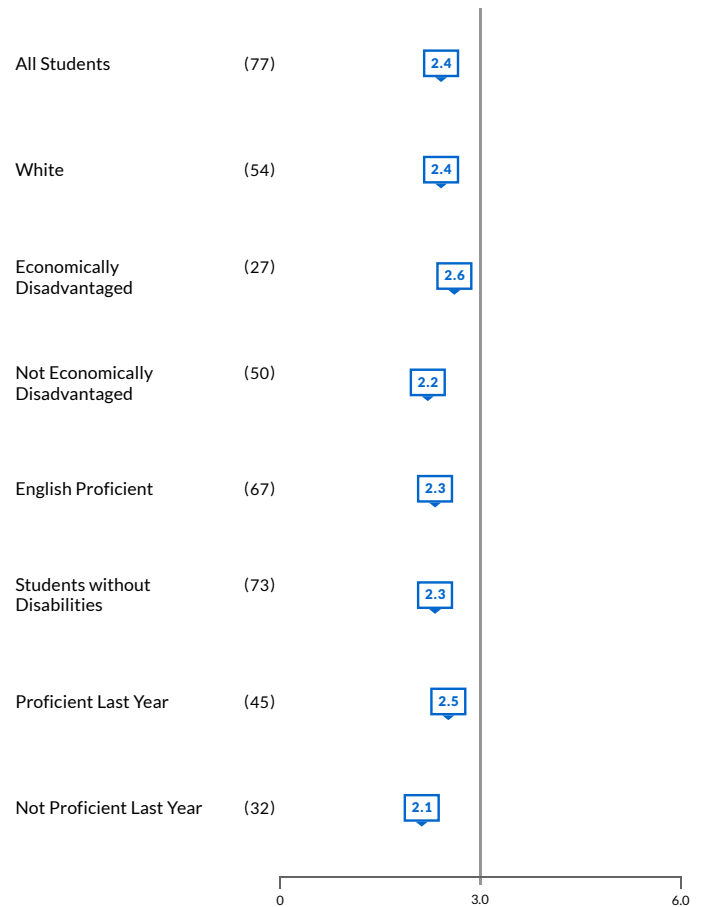 All Students (77) 2.4
White (54) 2.4
Economically (27)
Disadvantaged 2.6
Not Economically (50)
Disadvantaged 2.2
English Proficient (67) 2.3
Students without (73)
Disabilities 2.3
Proficient Last Year (45) 2.5
Not Proficient Last Year (32) 2.1
0 3.0 6.0